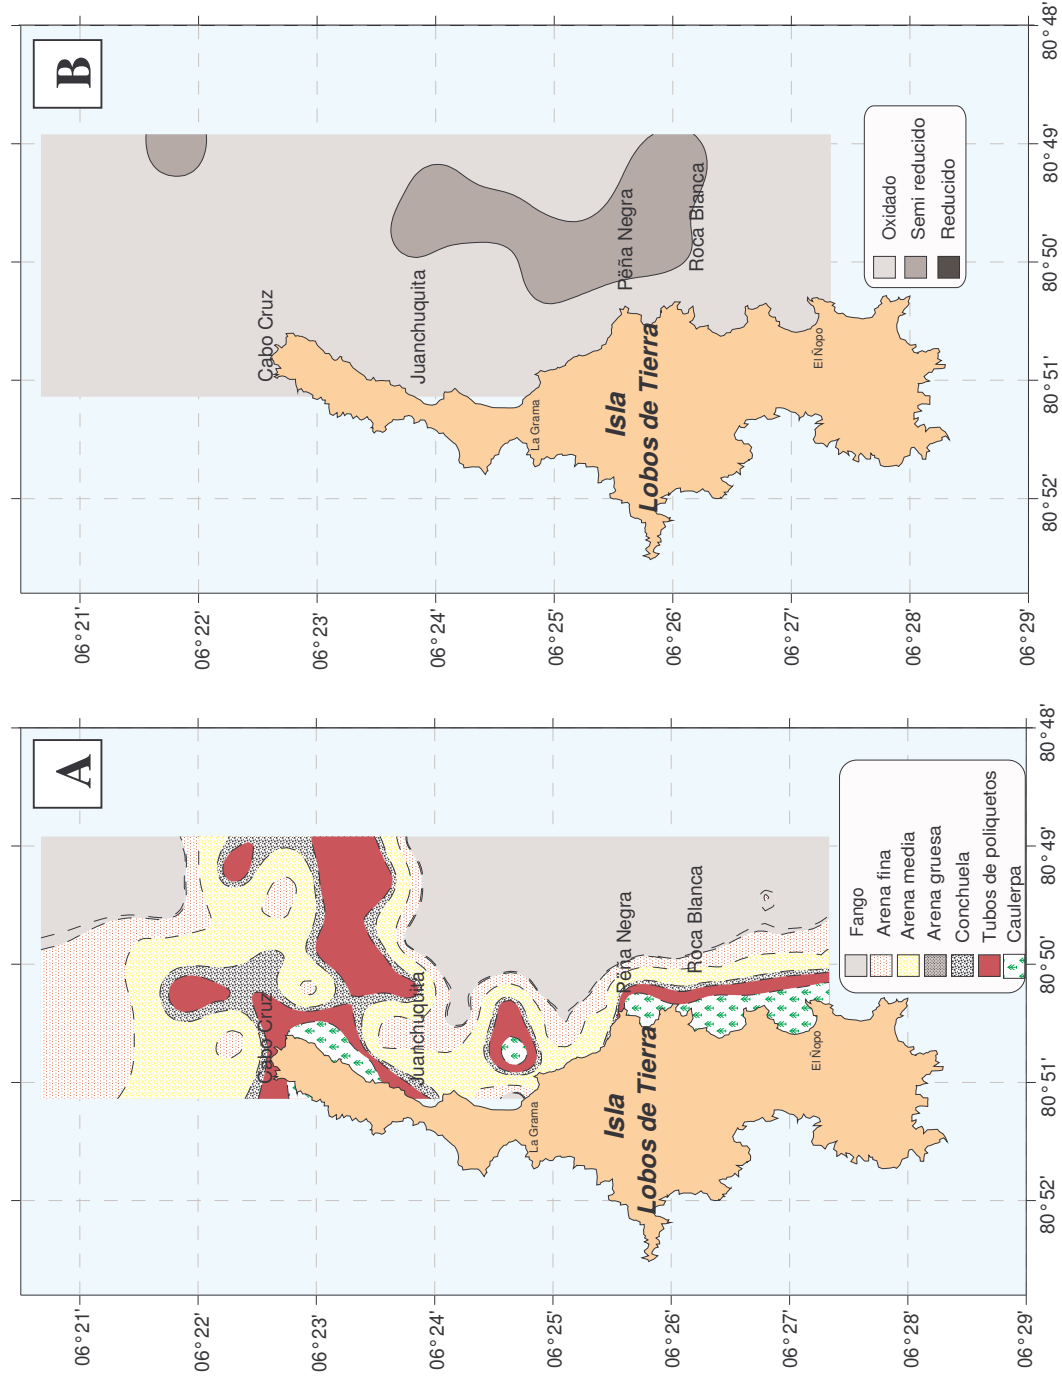 B
80°48'
80°49'
80°50'
80°51'
80°52'
06°21'
06°22'
06°23'
06°24'
06°25'
06°26'
06°27'
06°28'
06°29'
Cabo Cruz
Juanchuquita
La Grama
Pëña Negra
Roca Blanca
Isla
Lobos de Tierra
El Ñopo
Oxidado
Semi reducido
Reducido
A
80°48'
80°49'
80°50'
80°51'
80°52'
06°21'
06°22'
06°23'
06°24'
06°25'
06°26'
06°27'
06°28'
06°29'
Cabo Cruz
Juanchuquita
La Grama
Pëña Negra
Roca Blanca
Isla
Lobos de Tierra
El Ñopo
Fango
Arena fina
Arena media
Arena gruesa
Conchuela
Tubos de poliquetos
Caulerpa